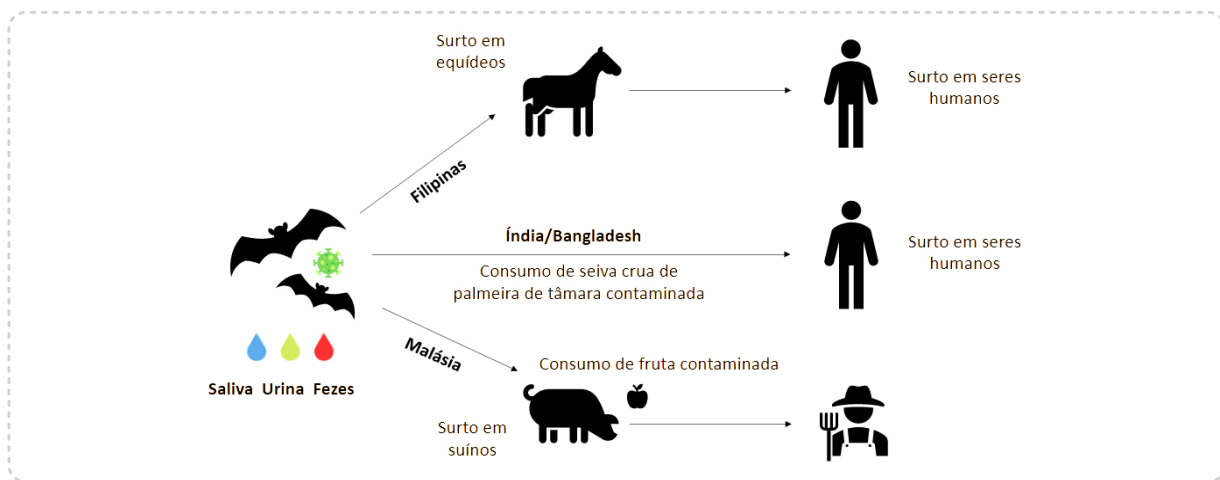 Surto em
equídeos
Surto em seres
humanos
Filipinas
Índia/Bangladesh
Consumo de seiva crua de
palmeira de tâmara contaminada
Surto em seres
humanos
Malásia
Saliva Urina Fezes
Consumo de fruta contaminada
Surto em
suínos